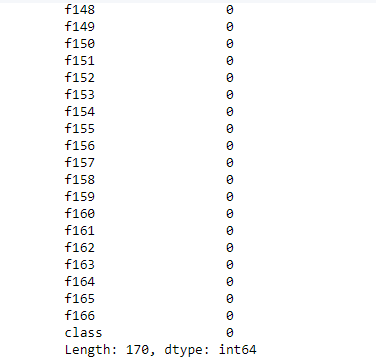 f148 0
f149 0
f150 0
f151 0
f152 0
f153 0
f154 0
f155 0
f156 0
f157 0
f158 0
f159 0
f160 0
f161 0
f162 0
f163 0
f164 0
f165 0
f166 0
class 0
Length: 170, dtype: int64